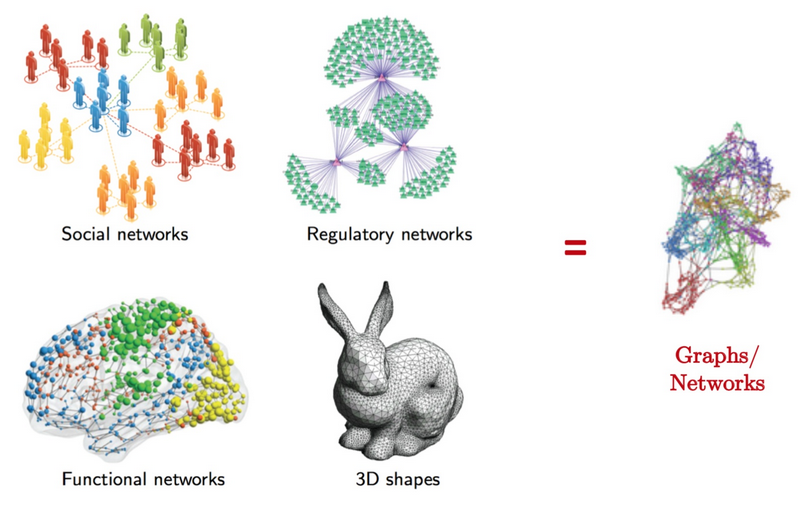 Social networks
Regulatory networks
=
Graphs/
Networks
Functional networks
3D shapes